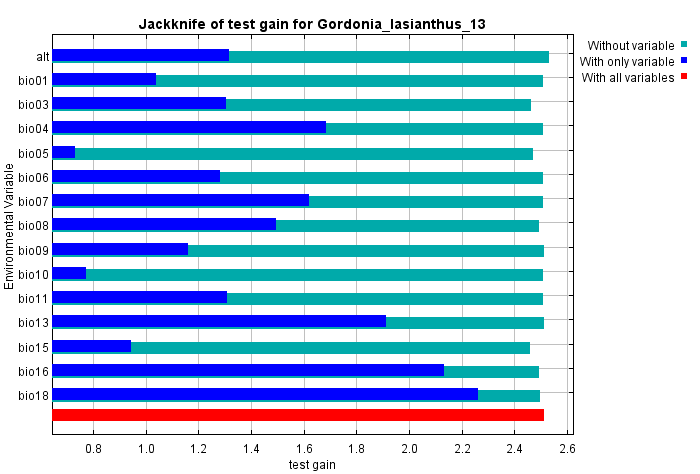 Jackknife of test gain for Gordonia_lasianthus_13
Without variable
With only variable
With all variables
Environmental Variable
alt
bio01
bio03
bio04
bio05
bio06
bio07
bio08
bio09
bio10
bio11
bio13
bio15
bio16
bio18
0.8 1.0 1.2 1.4 1.6 1.8 2.0 2.2 2.4 2.6
test gain